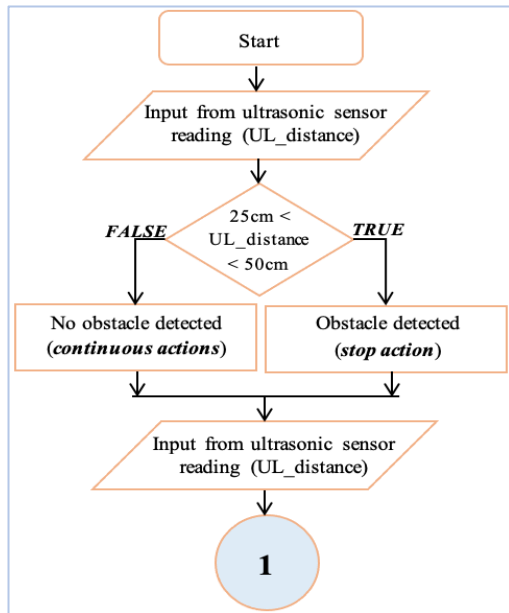 Start
Input from ultrasonic sensor
reading (UL_distance)
25cm <
UL_distance
< 50cm
FALSE
TRUE
No obstacle detected
(continuous actions)
Obstacle detected
(stop action)
Input from ultrasonic sensor
reading (UL_distance)
1